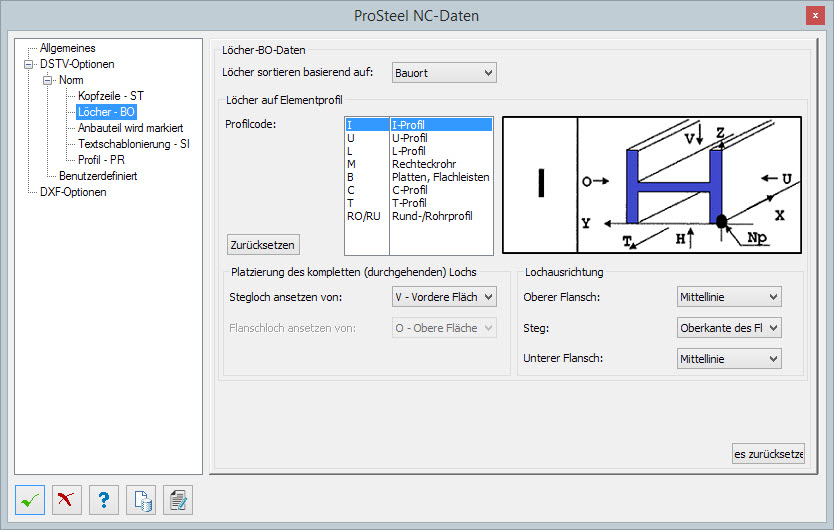 ProSteel NC-Daten
x
Allgemeines
DSTV-Optionen
Norm
Kopfzeile - ST
Löcher - BO
Anbauteil wird markiert
Textschablonierung - SI
Profil - PR
Benutzerdefiniert
DXF-Optionen
Löcher-BO-Daten
Löcher sortieren basierend auf:
Bauort
Löcher auf Elementprofil
Profilcode:
I I-Profil
U U-Profil
L L-Profil
M Rechteckrohr
B Platten, Flachleisten
C C-Profil
T T-Profil
RO/RU Rund-/Rohrprofil
Zurücksetzen
I
V
Z
O
U
X
Y
T
H
Np
Platzierung des kompletten (durchgehenden) Lochs
Stegloch ansetzen von:
V - Vordere Fläch
Flanschloch ansetzen von:
O - Obere Fläche
Lochausrichtung
Oberer Flansch:
Mittellinie
Steg:
Oberkante des Fl
Unterer Flansch:
Mittellinie
es zurücksetze
?